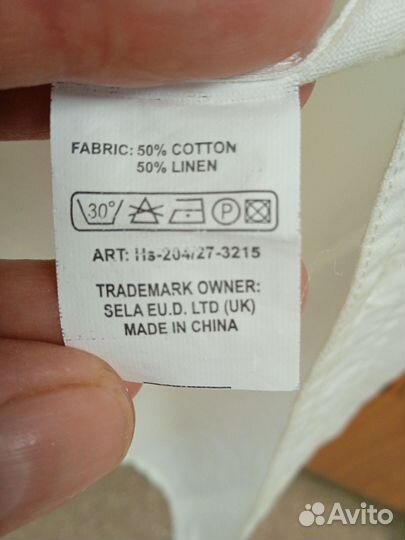 FABRIC: 50% COTTON
50% LINEN
30° P
ART: Hs-204/27-3215
TRADEMARK OWNER:
SELA EU.D. LTD (UK)
MADE IN CHINA
Avito